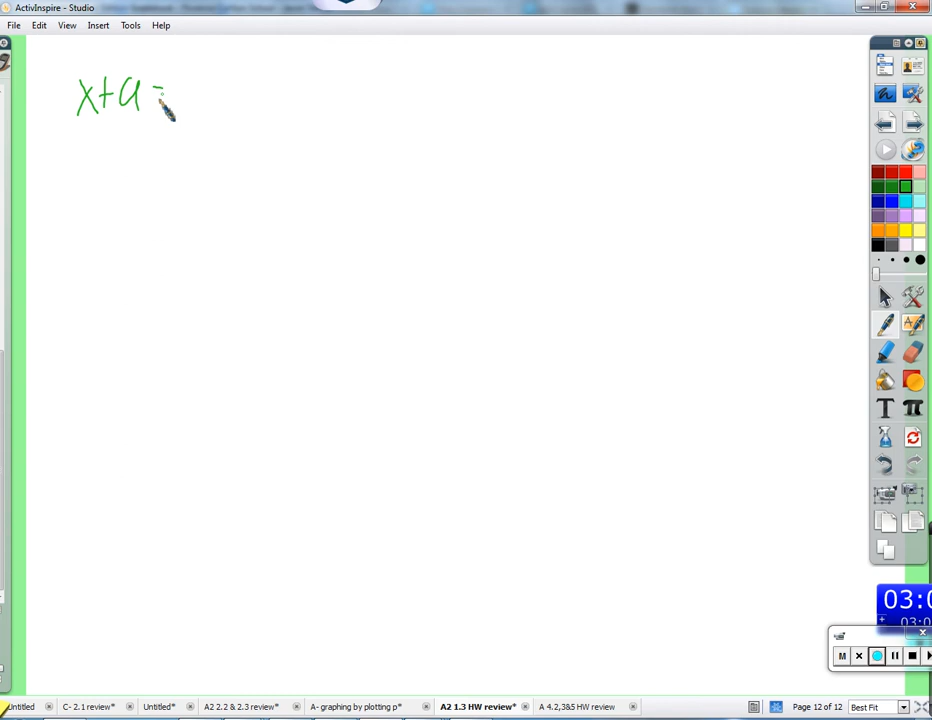 ActivInspire - Studio
File Edit View Insert Tools Help
x+a =
03:0
03:0
M
Untitled C- 2.1 review* Untitled* A2 2.2 & 2.3 review* A- graphing by plotting p* A2 1.3 HW review* A 4.2,3&5 HW review Page 12 of 12 Best Fit